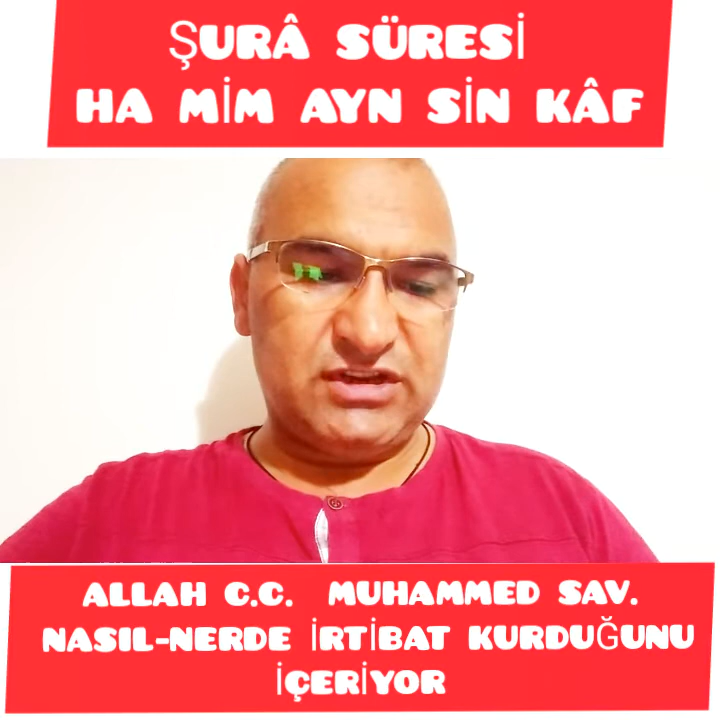 ŞURÂ SÜRESİ
HA MİM AYN SİN KÂF
ALLAH C.C. MUHAMMED SAV.
NASIL-NERDE İRTİBAT KURDUĞUNU
İÇERİYOR